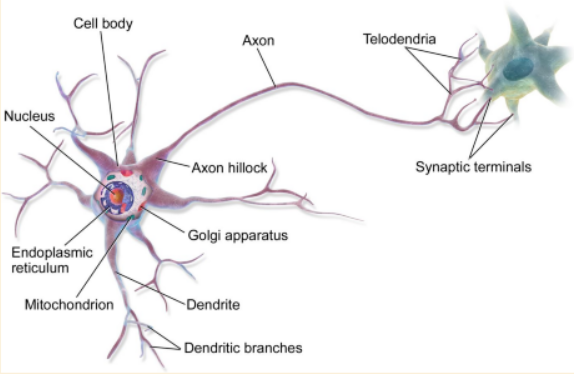 Cell body
Axon
Telodendria
Nucleus
Axon hillock
Synaptic terminals
Golgi apparatus
Endoplasmic
reticulum
Mitochondrion
Dendrite
Dendritic branches